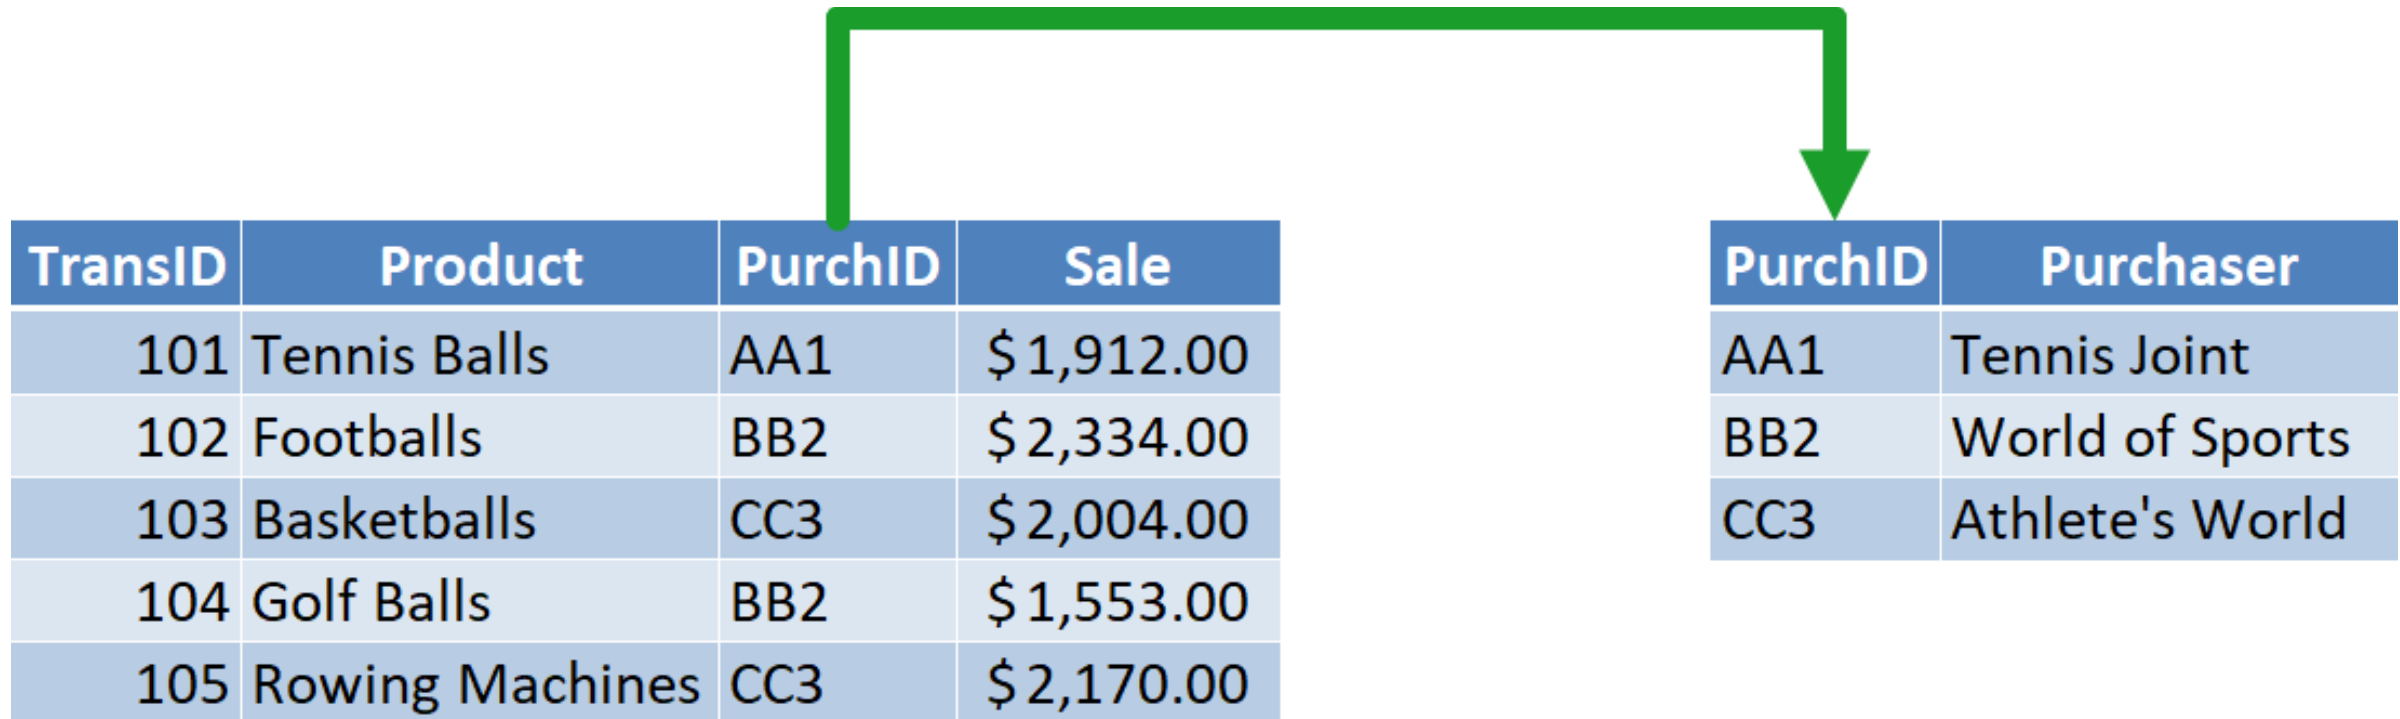 TransID Product PurchID Sale PurchID Purchaser
101 Tennis Balls AA1 $1,912.00 AA1 Tennis Joint
102 Footballs BB2 $2,334.00 BB2 World of Sports
103 Basketballs CC3 $2,004.00 CC3 Athlete's World
104 Golf Balls BB2 $1,553.00
105 Rowing Machines CC3 $2,170.00